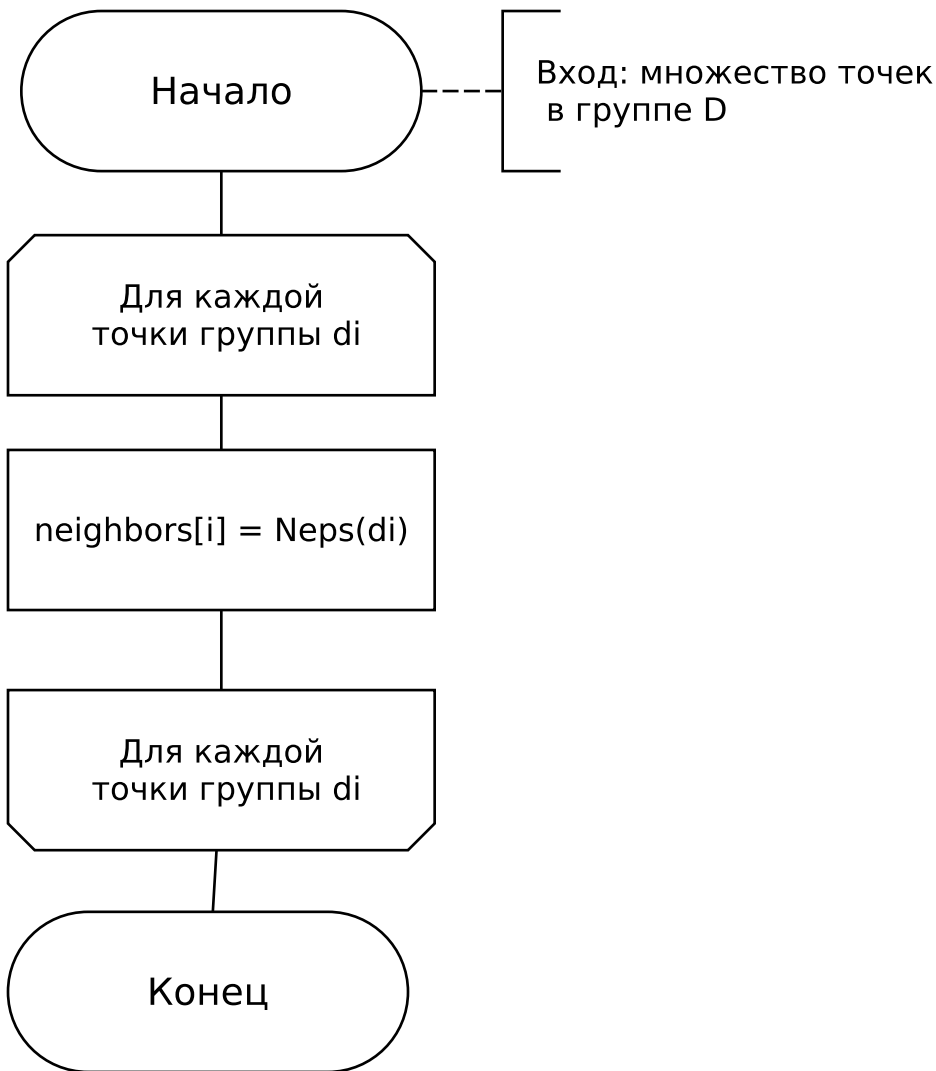 Начало
Вход: множество точек
в группе D
Для каждой
точки группы di
neighbors[i] = Neps(di)
Для каждой
точки группы di
Конец